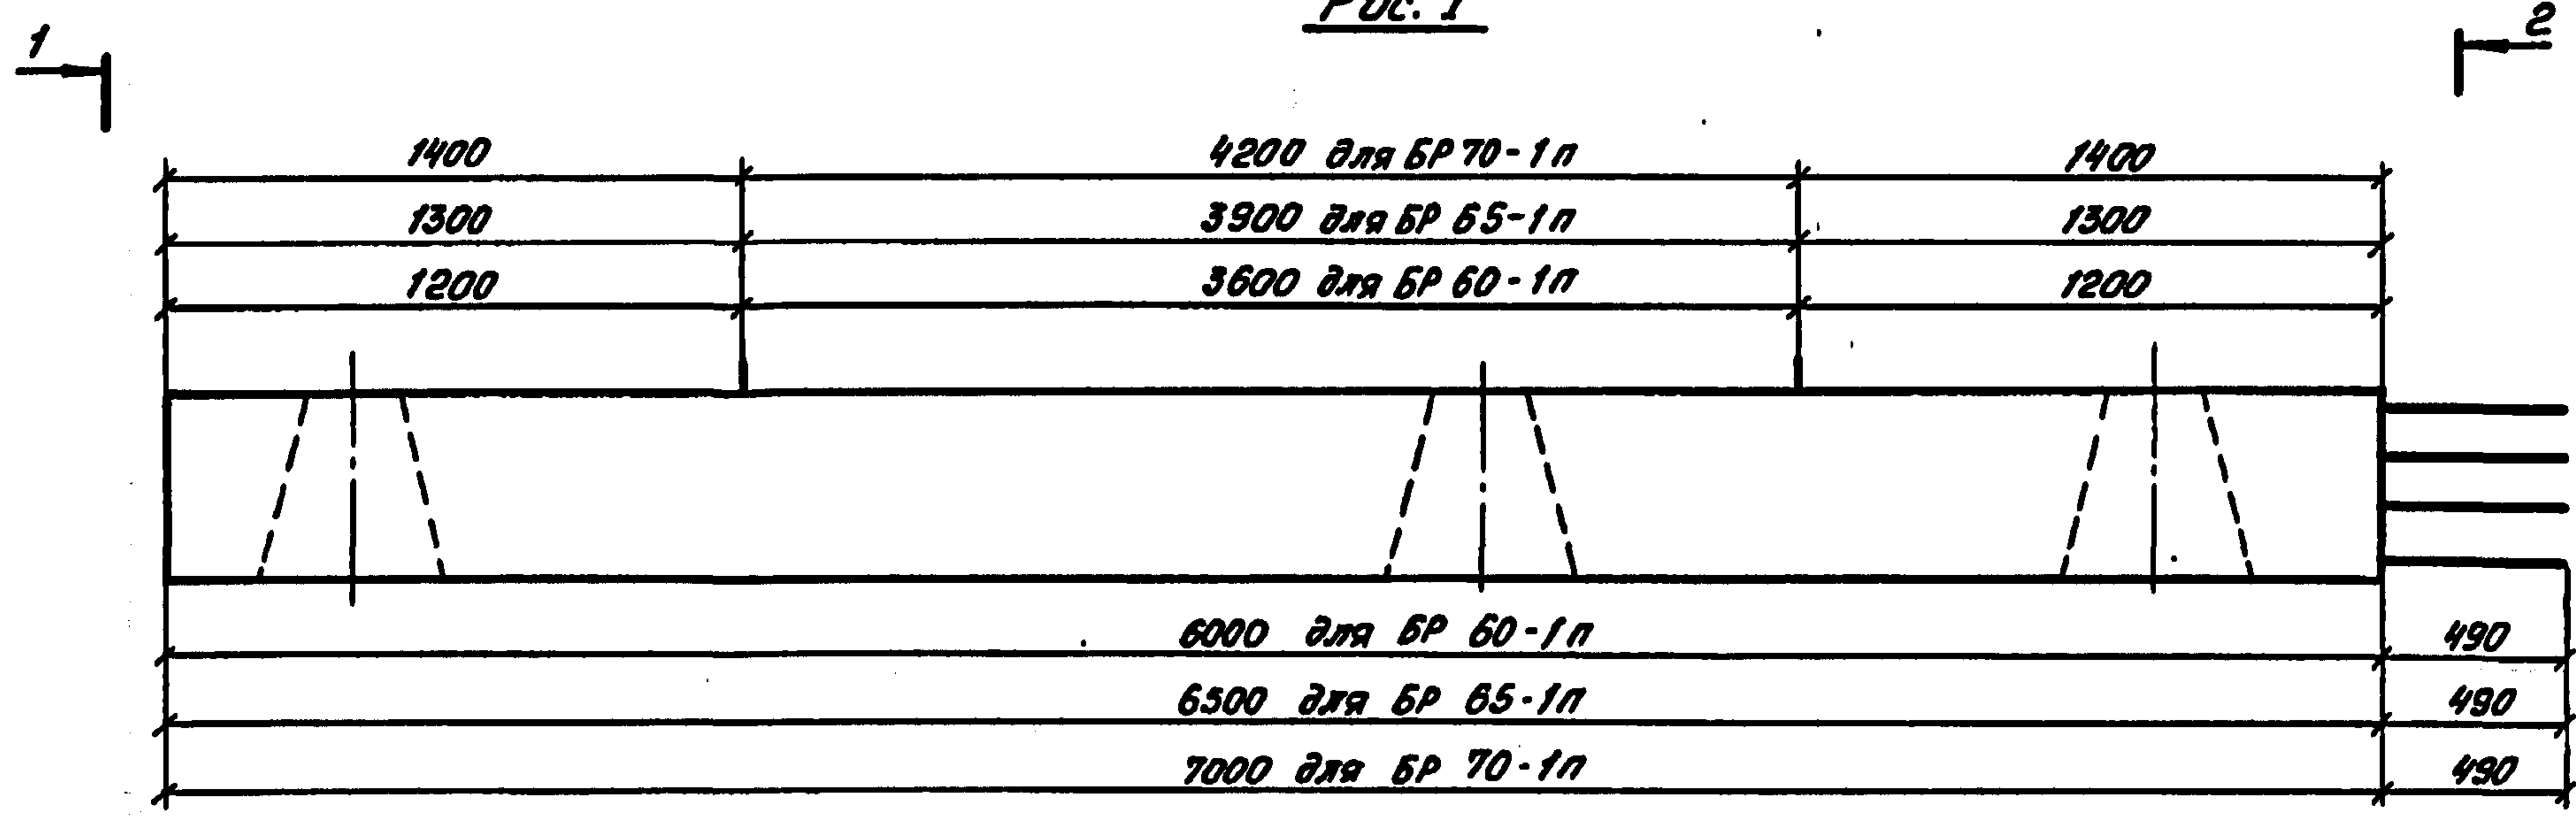 Рис. 1
1
2
1400 4200 для БР 70-1п 1400
1300 3900 для БР 65-1п 1300
1200 3600 для БР 60-1п 1200
6000 для БР 60-1п 490
6500 для БР 65-1п 490
7000 для БР 70-1п 490